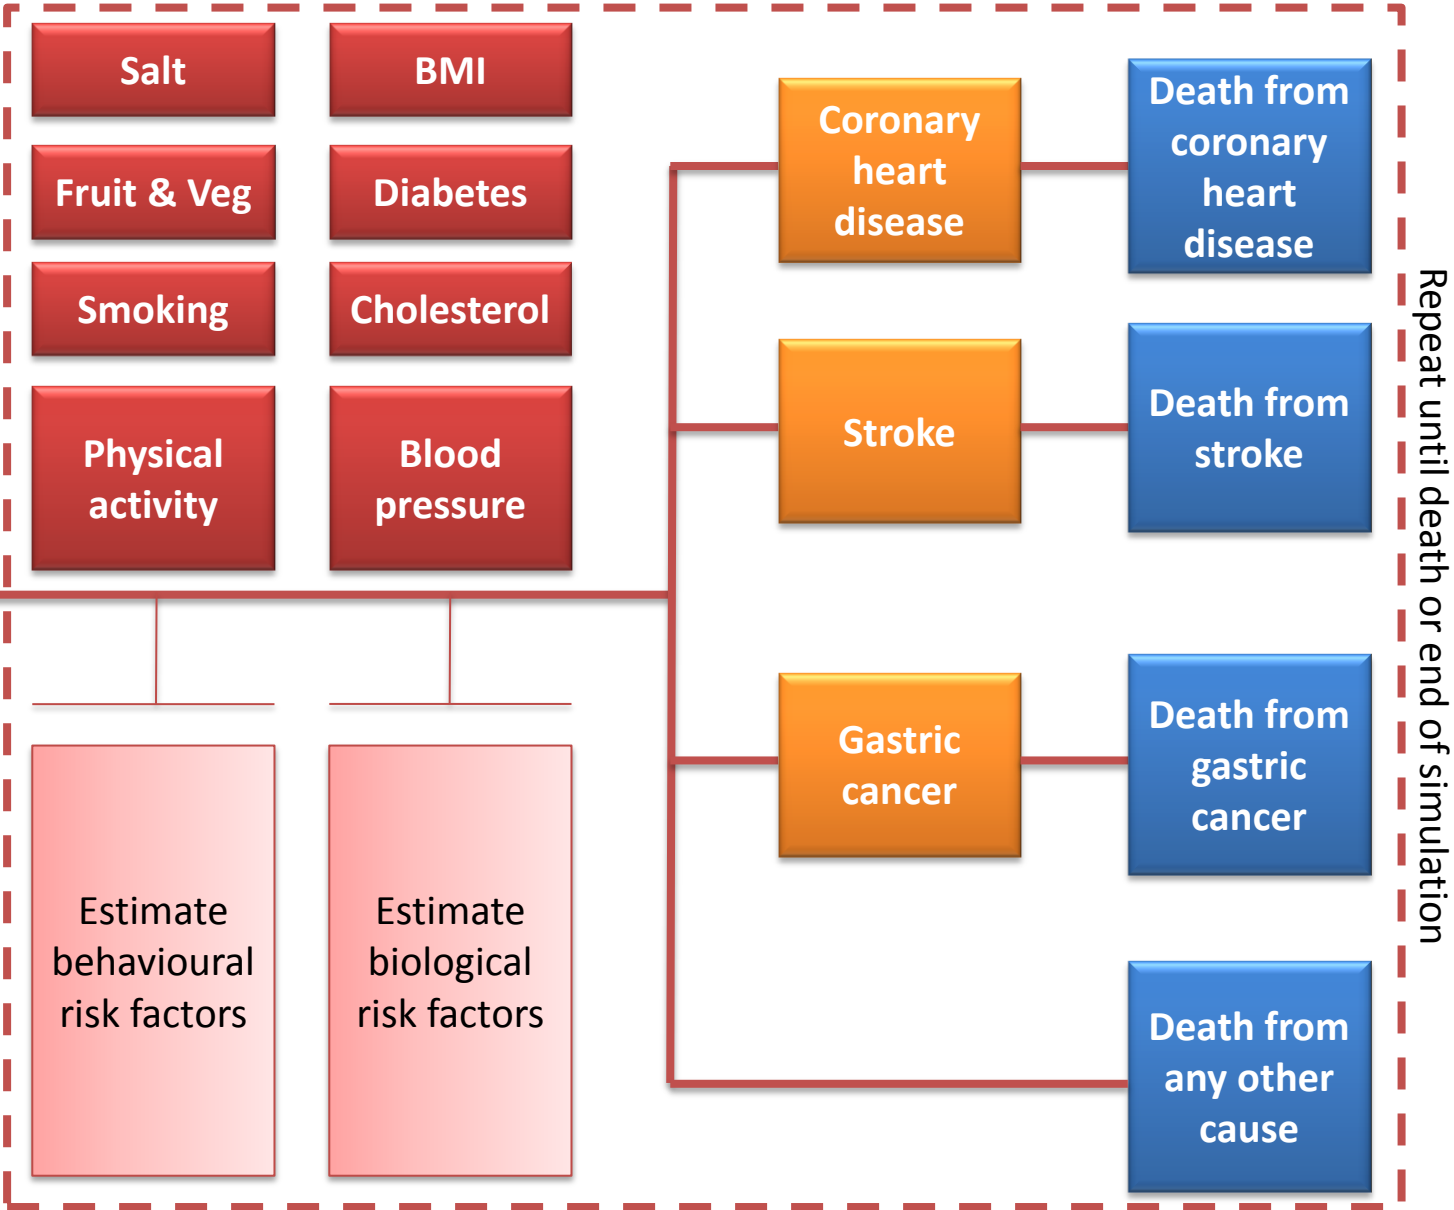 Salt
BMI
Fruit & Veg
Diabetes
Smoking
Cholesterol
Physical
activity
Blood
pressure
Estimate
behavioural
risk factors
Estimate
biological
risk factors
Coronary
heart
disease
Death from
coronary
heart
disease
Stroke
Death from
stroke
Gastric
cancer
Death from
gastric
cancer
Death from
any other
cause
Repeat until death or end of simulation